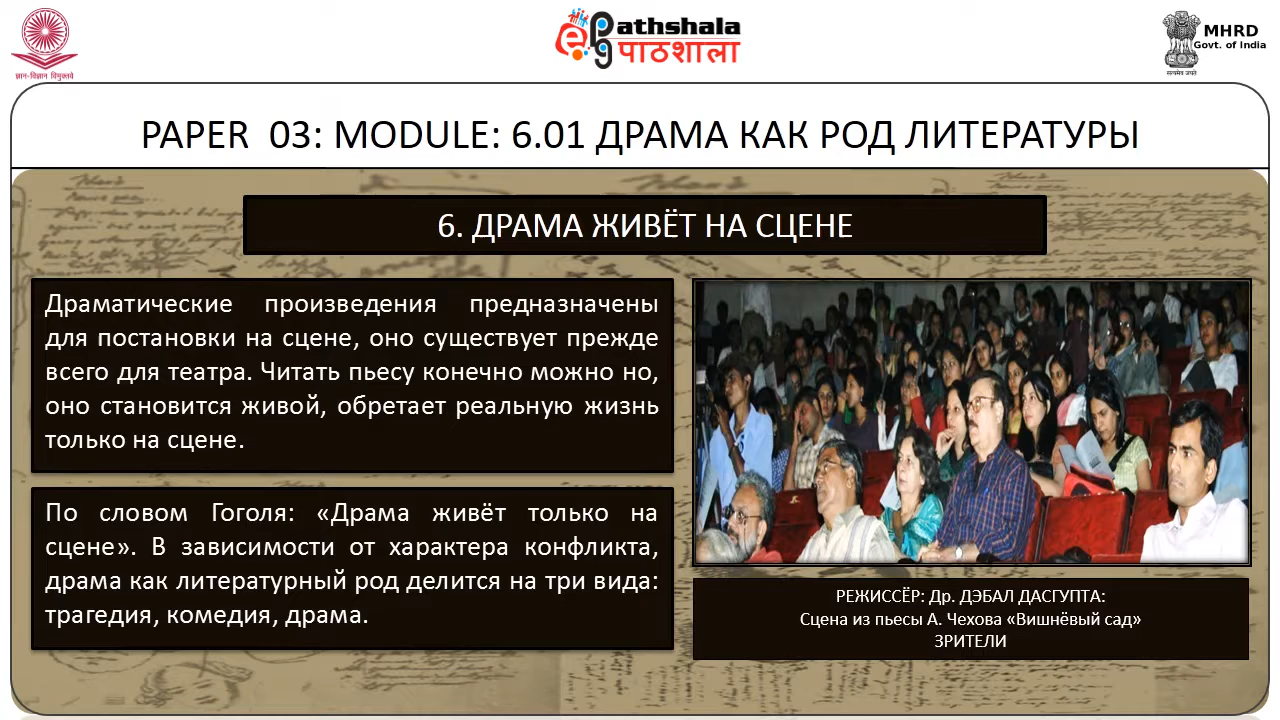 ज्ञान-विज्ञान विमुक्तये
ePathshala
पाठशाला
MHRD
Govt. of India
सत्यमेव जयते
PAPER 03: MODULE: 6.01 ДРАМА КАК РОД ЛИТЕРАТУРЫ
6. ДРАМА ЖИВЁТ НА СЦЕНЕ
Драматические произведения предназначены
для постановки на сцене, оно существует прежде
всего для театра. Читать пьесу конечно можно но,
оно становится живой, обретает реальную жизнь
только на сцене.
По словом Гоголя: «Драма живёт только на
сцене». В зависимости от характера конфликта,
драма как литературный род делится на три вида:
трагедия, комедия, драма.
РЕЖИССЁР: Др. ДЭБАЛ ДАСГУПТА:
Сцена из пьесы А. Чехова «Вишнёвый сад»
ЗРИТЕЛИ